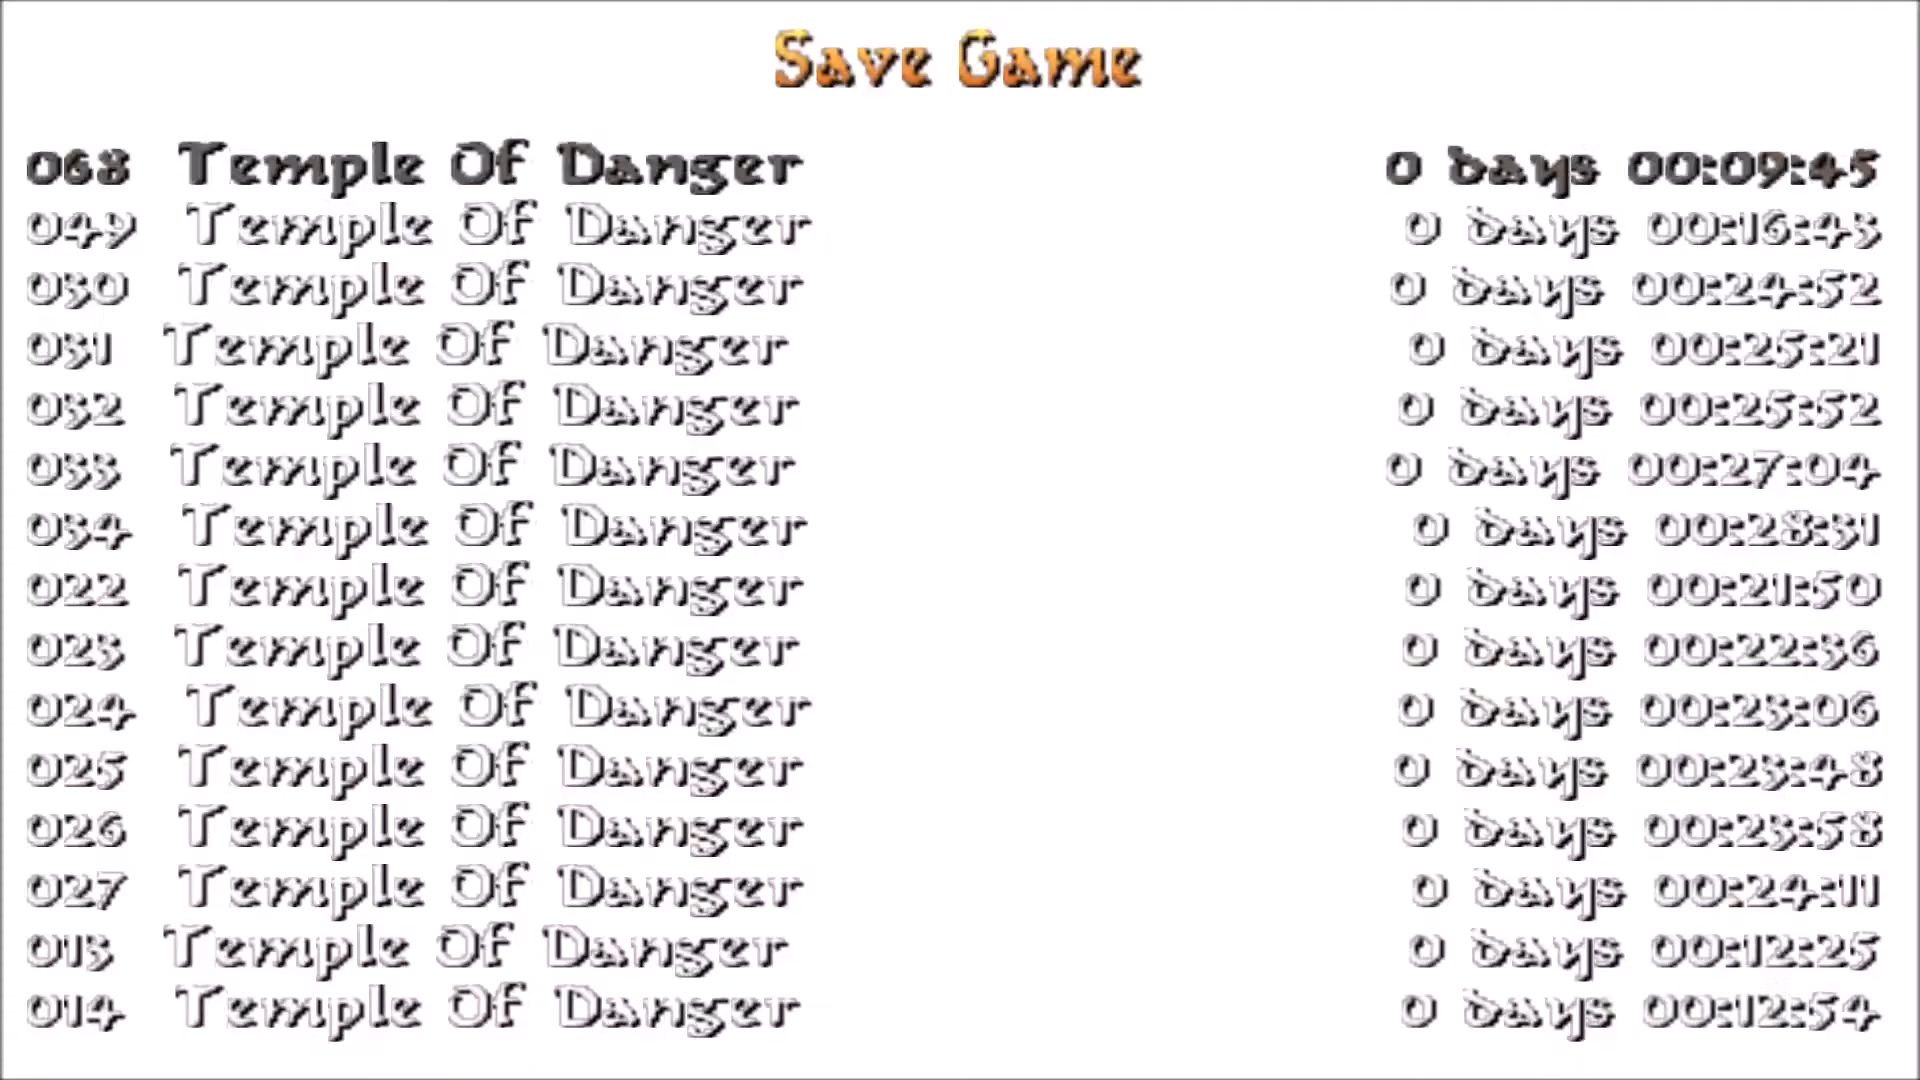 Save Game
068 Temple Of Danger 0 days 00:09:45
049 Temple Of Danger 0 days 00:16:43
030 Temple Of Danger 0 days 00:24:52
031 Temple Of Danger 0 days 00:25:21
032 Temple Of Danger 0 days 00:25:52
033 Temple Of Danger 0 days 00:27:04
034 Temple Of Danger 0 days 00:28:31
022 Temple Of Danger 0 days 00:21:50
023 Temple Of Danger 0 days 00:22:36
024 Temple Of Danger 0 days 00:23:06
025 Temple Of Danger 0 days 00:23:48
026 Temple Of Danger 0 days 00:23:58
027 Temple Of Danger 0 days 00:24:11
013 Temple Of Danger 0 days 00:12:25
014 Temple Of Danger 0 days 00:12:54